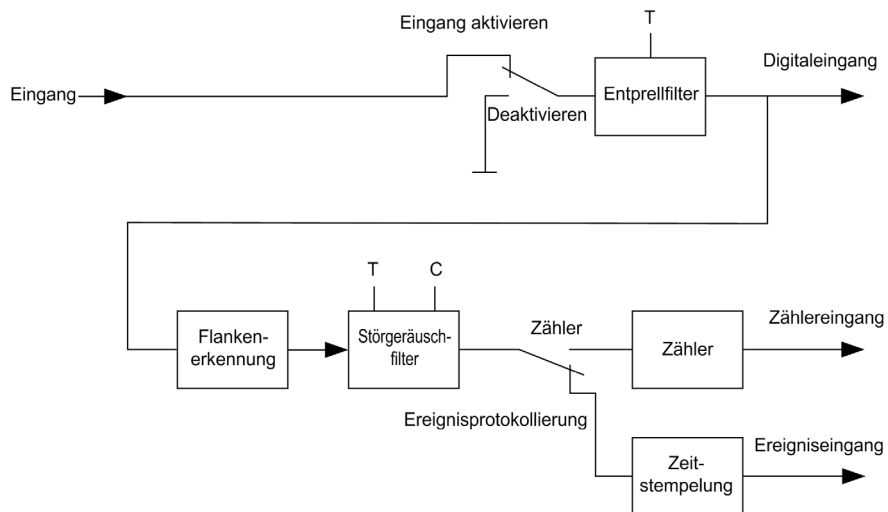 Eingang aktivieren
T
Digitaleingang
Eingang
Entprellfilter
Deaktivieren
T
C
Zähler
Zählereingang
Flanken-
erkennung
Störgeräusch-
filter
Zähler
Ereignisprotokollierung
Ereigniseingang
Zeit-
stempelung